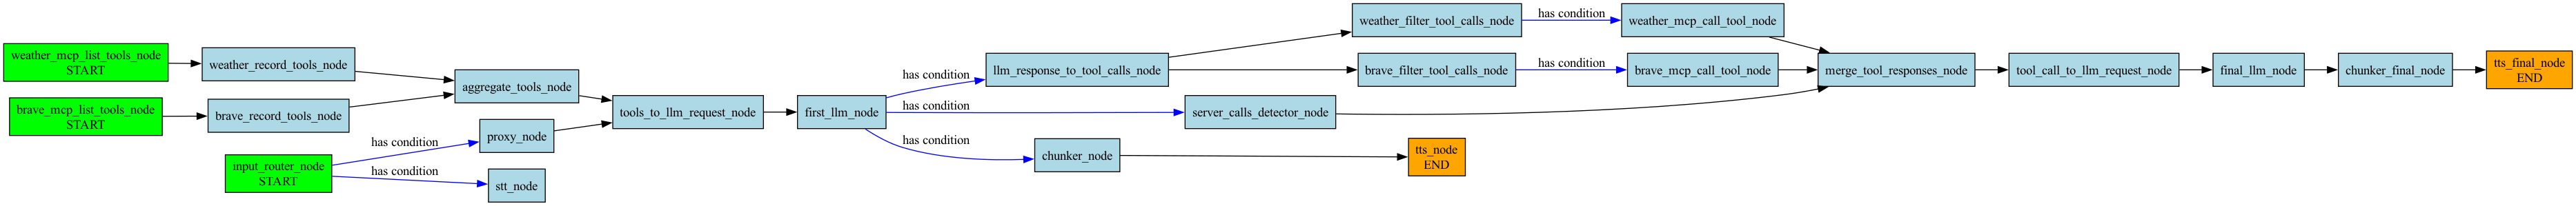 weather_mcp_list_tools_node
START
brave_mcp_list_tools_node
START
input_router_node
START
weather_record_tools_node
brave_record_tools_node
has condition
has condition
aggregate_tools_node
proxy_node
stt_node
tools_to_llm_request_node
first_llm_node
has condition
has condition
has condition
llm_response_to_tool_calls_node
server_calls_detector_node
chunker_node
weather_filter_tool_calls_node
brave_filter_tool_calls_node
tts_node
END
has condition
has condition
weather_mcp_call_tool_node
brave_mcp_call_tool_node
merge_tool_responses_node
tool_call_to_llm_request_node
final_llm_node
chunker_final_node
tts_final_node
END